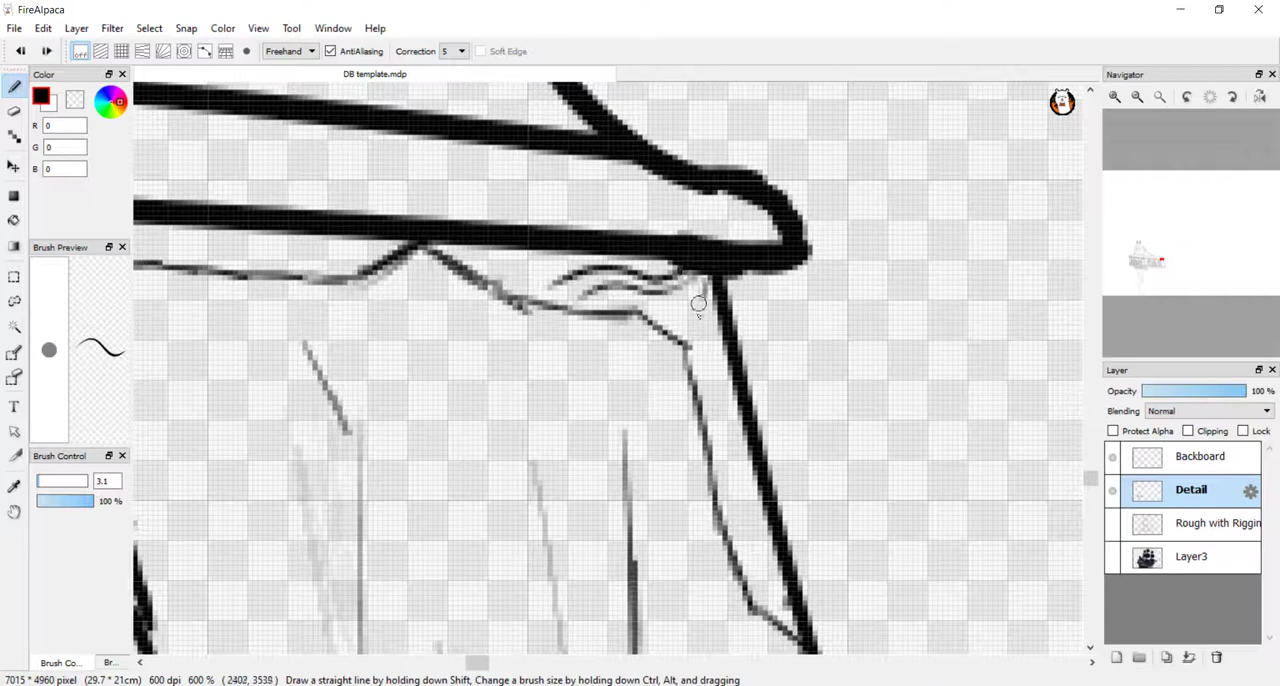 FireAlpaca
File Edit Layer Filter Select Snap Color View Tool Window Help
off Freehand AntiAliasing Correction 5 Soft Edge
Color DB template.mdp Navigator
R 0
G 0
B 0
Brush Preview
Layer
Opacity 100 %
Blending Normal
Protect Alpha Clipping Lock
Brush Control Backboard
3.1
100 % Detail
Rough with Riggin
Layer3
Brush Co... Br...
7015 * 4960 pixel (29.7 * 21cm) 600 dpi 600 % ( 2402, 3539 ) Draw a straight line by holding down Shift, Change a brush size by holding down Ctrl, Alt, and dragging